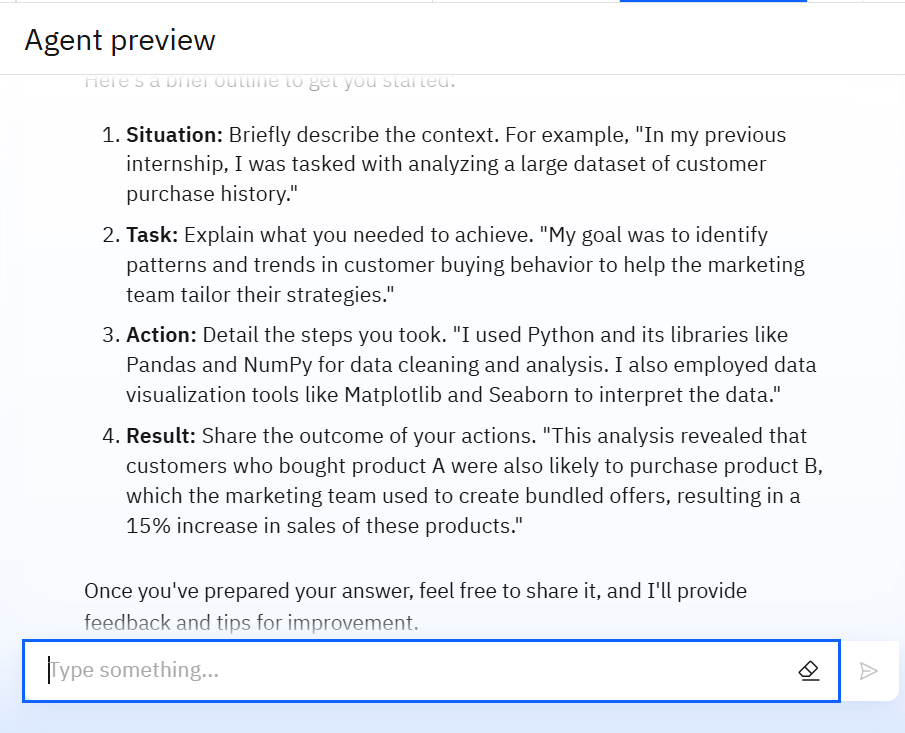 Agent preview
Here's a brief outline to get you started:
1. Situation: Briefly describe the context. For example, "In my previous
internship, I was tasked with analyzing a large dataset of customer
purchase history."
2. Task: Explain what you needed to achieve. "My goal was to identify
patterns and trends in customer buying behavior to help the marketing
team tailor their strategies."
3. Action: Detail the steps you took. "I used Python and its libraries like
Pandas and NumPy for data cleaning and analysis. I also employed data
visualization tools like Matplotlib and Seaborn to interpret the data."
4. Result: Share the outcome of your actions. "This analysis revealed that
customers who bought product A were also likely to purchase product B,
which the marketing team used to create bundled offers, resulting in a
15% increase in sales of these products."
Once you've prepared your answer, feel free to share it, and I'll provide
feedback and tips for improvement.
Type something...